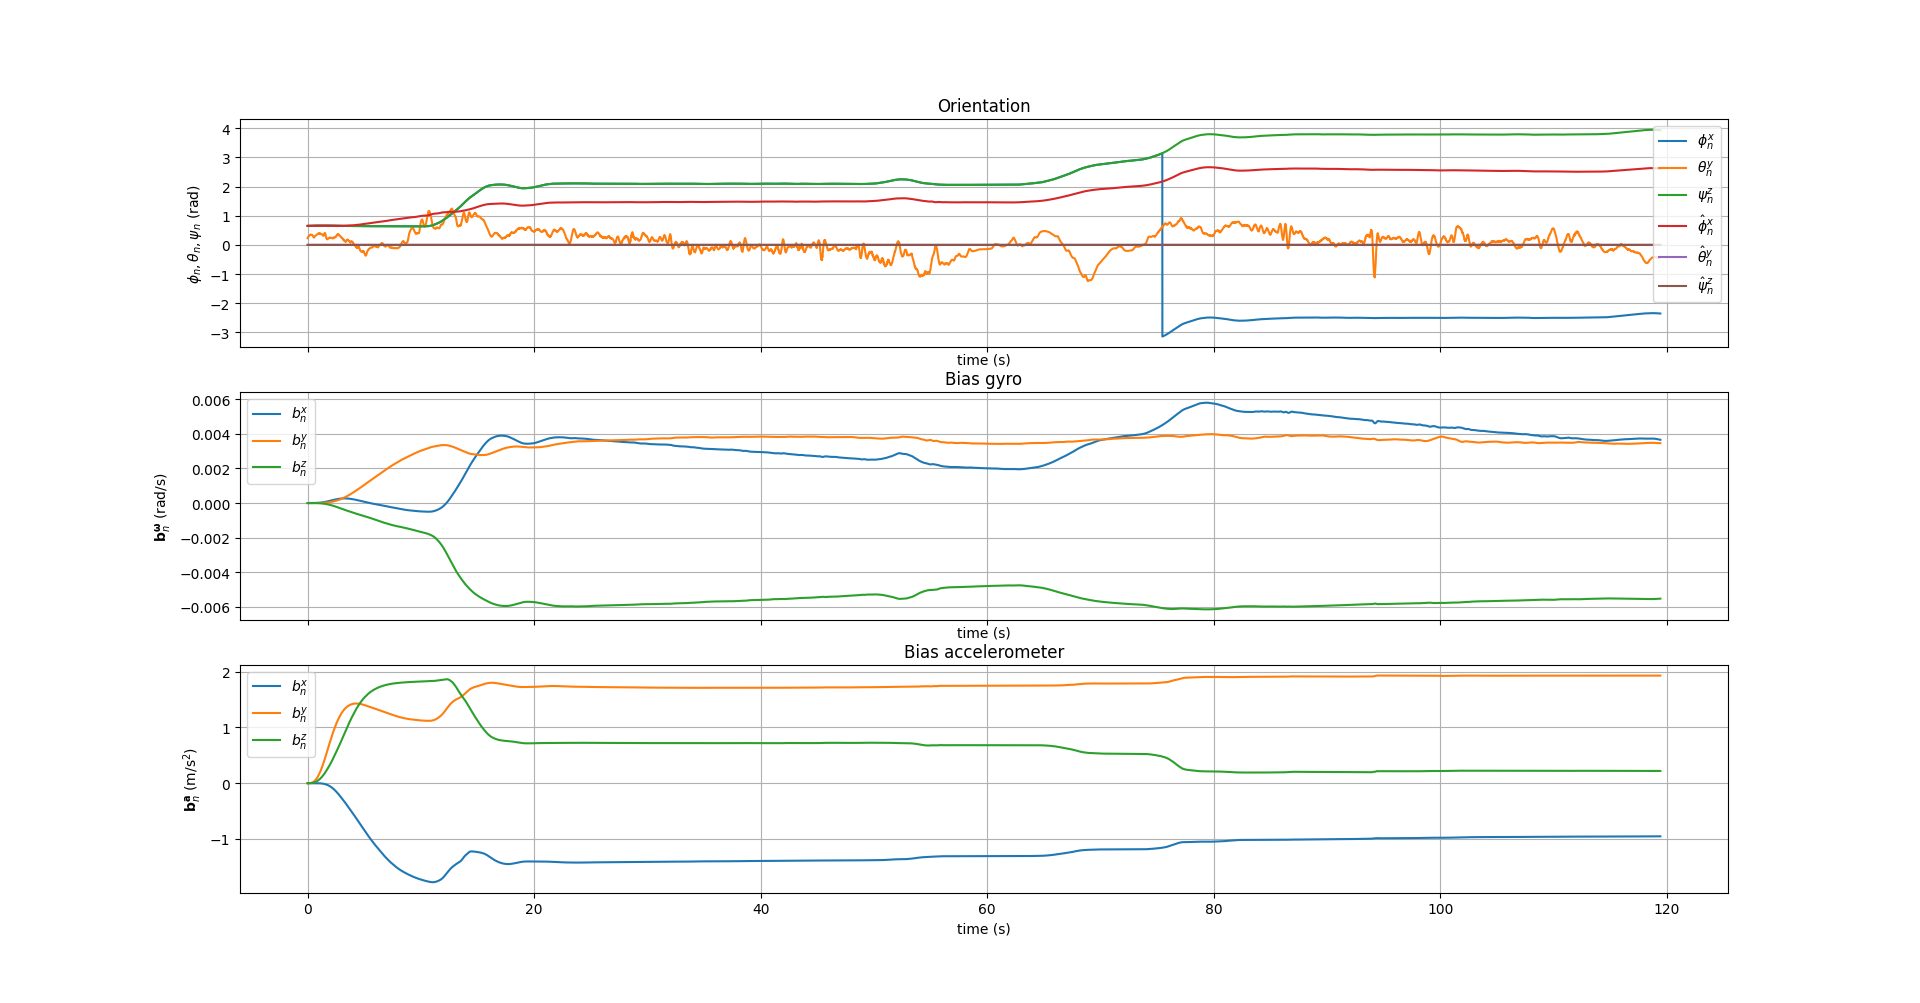 Orientation
ϕₙ, θₙ, ψₙ (rad)
4
3
2
1
0
−1
−2
−3
ϕₙˣ
θₙʸ
ψₙᶻ
ϕ̂ₙˣ
θ̂ₙʸ
ψ̂ₙᶻ
time (s)
Bias gyro
𝐛ₙ^𝛚 (rad/s)
0.006
0.004
0.002
0.000
−0.002
−0.004
−0.006
bₙˣ
bₙʸ
bₙᶻ
time (s)
Bias accelerometer
𝐛ₙ^𝐚 (m/s²)
2
1
0
−1
bₙˣ
bₙʸ
bₙᶻ
0 20 40 60 80 100 120
time (s)